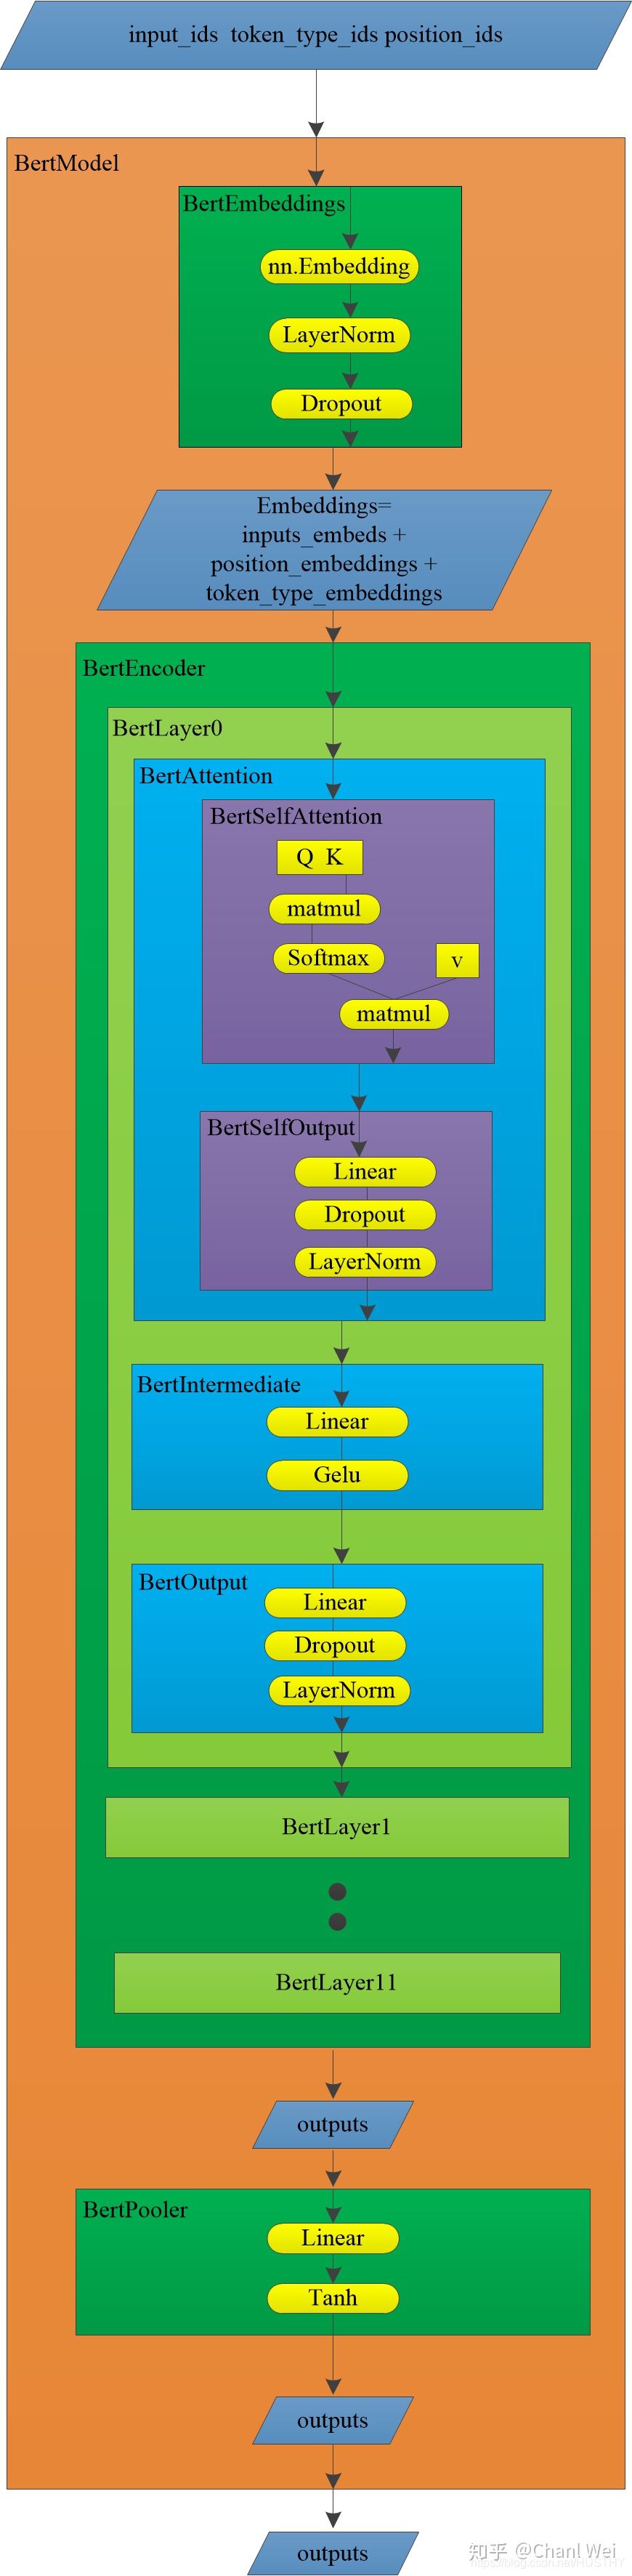 input_ids token_type_ids position_ids
BertModel
BertEmbeddings
nn.Embedding
LayerNorm
Dropout
Embeddings=
inputs_embeds +
position_embeddings +
token_type_embeddings
BertEncoder
BertLayer0
BertAttention
BertSelfAttention
Q K
matmul
Softmax
v
matmul
BertSelfOutput
Linear
Dropout
LayerNorm
BertIntermediate
Linear
Gelu
BertOutput
Linear
Dropout
LayerNorm
BertLayer1
BertLayer11
outputs
BertPooler
Linear
Tanh
outputs
outputs
知乎 @Chanl Wei